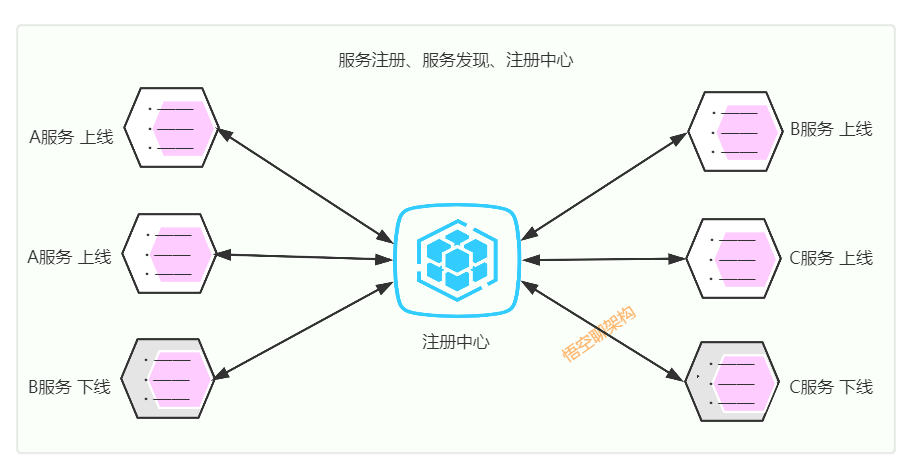 服务注册、服务发现、注册中心
A服务 上线
B服务 上线
A服务 上线
C服务 上线
注册中心
悟空聊架构
B服务 下线
C服务 下线